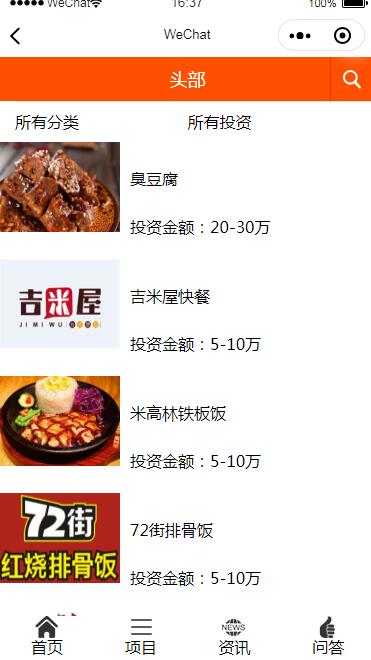 WeChat
16:37
100%
WeChat
头部
所有分类
所有投资
臭豆腐
投资金额：20-30万
吉米屋
JIMIWU
吉米屋快餐
投资金额：5-10万
米高林铁板饭
投资金额：5-10万
72街
红烧排骨饭
72街排骨饭
投资金额：5-10万
NEWS
首页
项目
资讯
问答